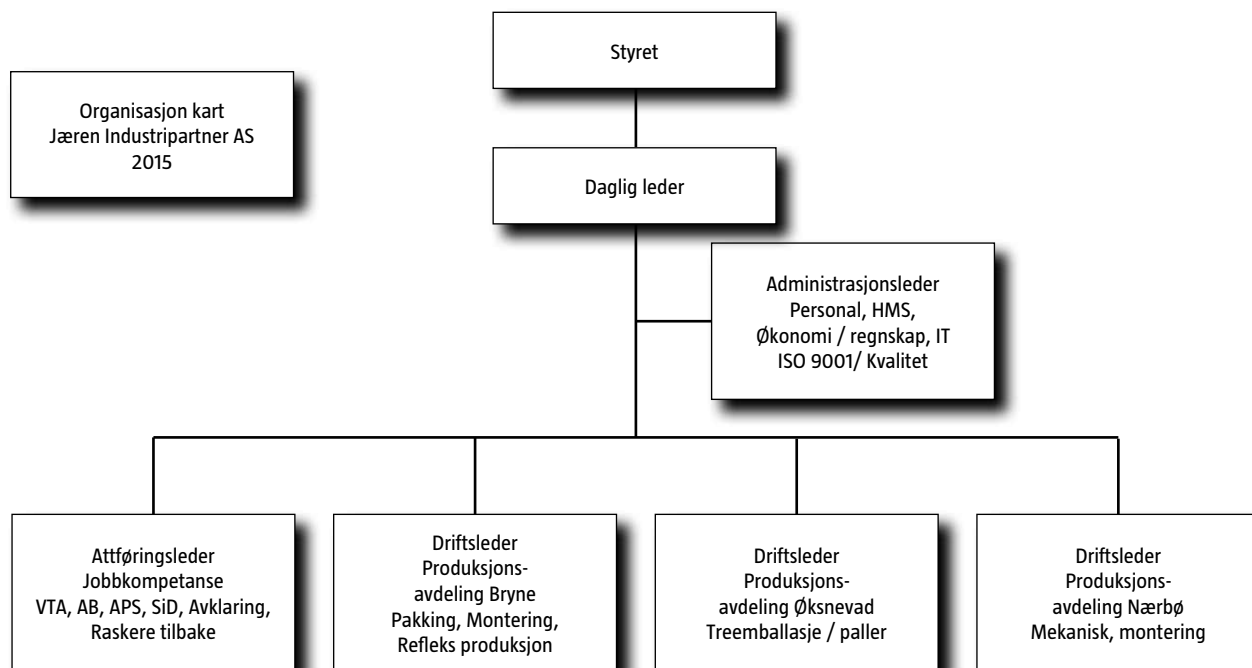 Styret
Organisasjon kart
Jæren Industripartner AS
2015
Daglig leder
Administrasjonsleder
Personal, HMS,
Økonomi / regnskap, IT
ISO 9001/ Kvalitet
Attføringsleder
Jobbkompetanse
VTA, AB, APS, SiD, Avklaring,
Raskere tilbake
Driftsleder
Produksjons-
avdeling Bryne
Pakking, Montering,
Refleks produksjon
Driftsleder
Produksjons-
avdeling Øksnevad
Treemballasje / paller
Driftsleder
Produksjons-
avdeling Nærbø
Mekanisk, montering